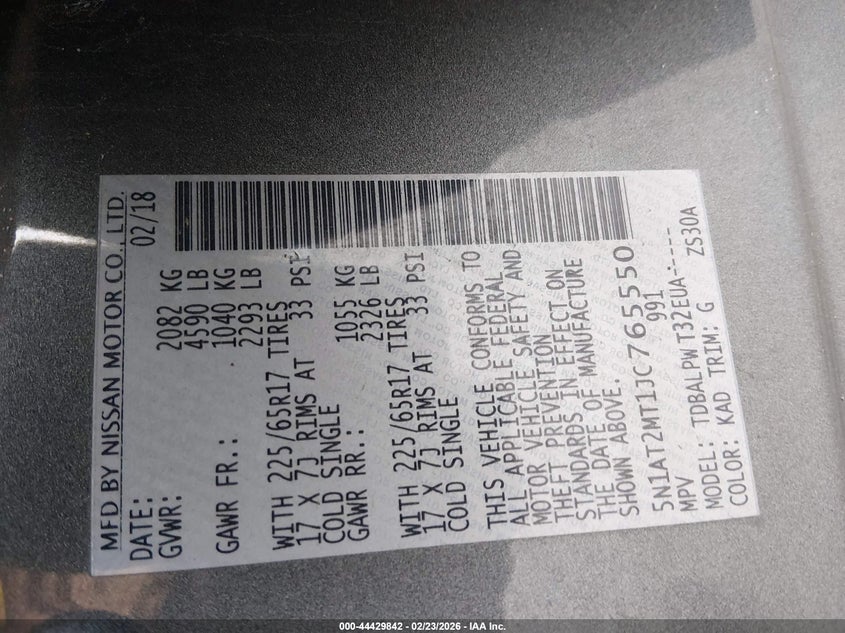 MFD BY NISSAN MOTOR CO., LTD.
DATE: 02/18
GVWR: 2082 KG
4590 LB
GAWR FR.: 1040 KG
2293 LB
WITH 225/65R17 TIRES
17 X 7J RIMS AT 33 PSI
COLD SINGLE
GAWR RR.: 1055 KG
2326 LB
WITH 225/65R17 TIRES
17 X 7J RIMS AT 33 PSI
COLD SINGLE
THIS VEHICLE CONFORMS TO
ALL APPLICABLE FEDERAL
MOTOR VEHICLE SAFETY AND
THEFT PREVENTION
STANDARDS IN EFFECT ON
THE DATE OF MANUFACTURE
SHOWN ABOVE.
5N1AT2MT1JC765550
MPV 991
MODEL: TDBALPW T32EUA-----
COLOR: KAD TRIM: G ZS30A
000-44429842 - 02/23/2026 - IAA Inc.